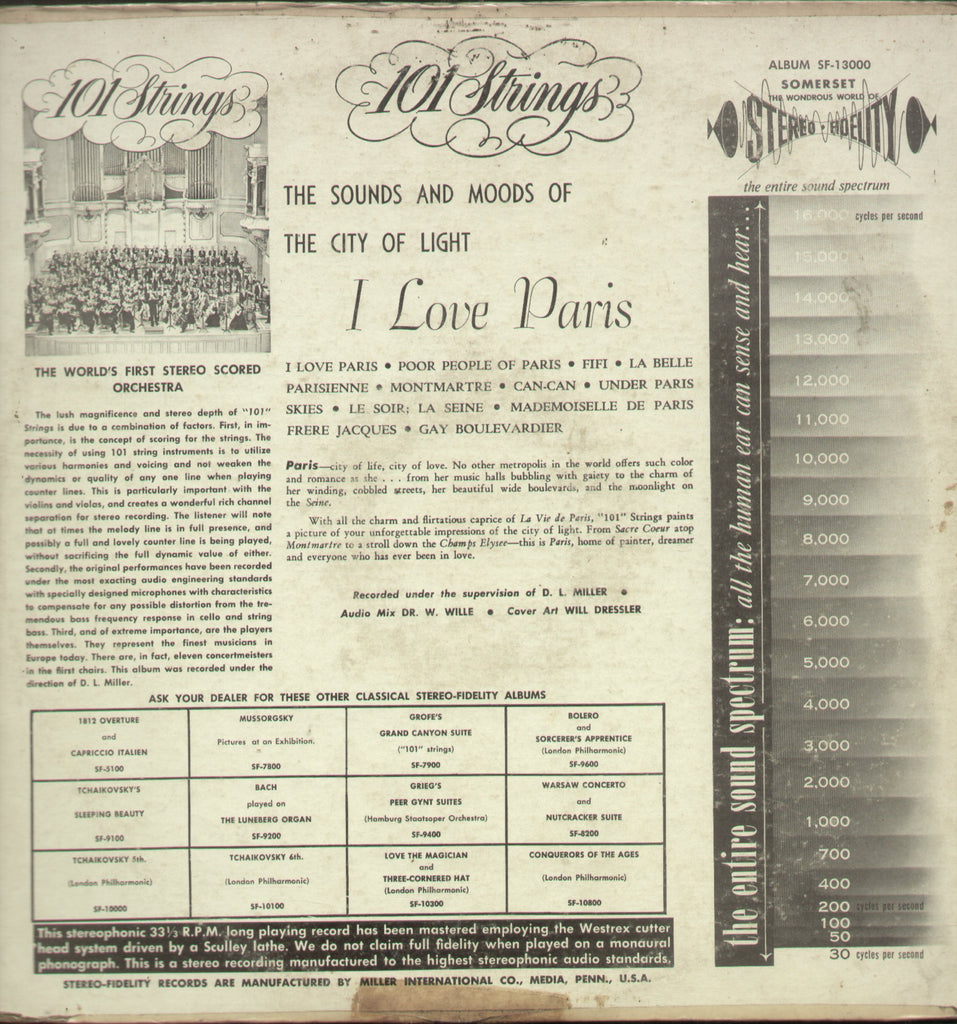 101 Strings
THE WORLD'S FIRST STEREO SCORED
ORCHESTRA
The lush magnificence and stereo depth of "101"
Strings is due to a combination of factors. First, in im-
portance, is the concept of scoring for the strings. The
necessity of using 101 string instruments is to utilize
various harmonies and voicing and not weaken the
dynamics or quality of any one line when playing
counter lines. This is particularly important with the
violins and violas, and creates a wonderful rich channel
separation for stereo recording. The listener will note
that at times the melody line is in full presence, and
possibly a full and lovely counter line is being played,
without sacrificing the full dynamic value of either.
Secondly, the original performances have been recorded
under the most exacting audio engineering standards
with specially designed microphones with characteristics
to compensate for any possible distortion from the tre-
mendous bass frequency response in cello and string
bass. Third, and of extreme importance, are the players
themselves. They represent the finest musicians in
Europe today. There are, in fact, eleven concertmeisters
in the first chairs. This album was recorded under the
direction of D. L. Miller.
101 Strings
THE SOUNDS AND MOODS OF
THE CITY OF LIGHT
I Love Paris
I LOVE PARIS • POOR PEOPLE OF PARIS • FIFI • LA BELLE
PARISIENNE • MONTMARTRE • CAN-CAN • UNDER PARIS
SKIES • LE SOIR; LA SEINE • MADEMOISELLE DE PARIS
FRERE JACQUES • GAY BOULEVARDIER
Paris—city of life, city of love. No other metropolis in the world offers such color
and romance as she . . . from her music halls bubbling with gaiety to the charm of
her winding, cobbled streets, her beautiful wide boulevards, and the moonlight on
the Seine.
With all the charm and flirtatious caprice of La Vie de Paris, "101" Strings paints
a picture of your unforgettable impressions of the city of light. From Sacre Coeur atop
Montmartre to a stroll down the Champs Elysee—this is Paris, home of painter, dreamer
and everyone who has ever been in love.
Recorded under the supervision of D. L. MILLER •
Audio Mix DR. W. WILLE • Cover Art WILL DRESSLER
ASK YOUR DEALER FOR THESE OTHER CLASSICAL STEREO-FIDELITY ALBUMS
1812 OVERTURE
and
CAPRICCIO ITALIEN
SF-5100
MUSSORGSKY
Pictures at an Exhibition.
SF-7800
GROFE'S
GRAND CANYON SUITE
("101" strings)
SF-7900
BOLERO
and
SORCERER'S APPRENTICE
(London Philharmonic)
SF-9600
TCHAIKOVSKY'S
SLEEPING BEAUTY
SF-9100
BACH
played on
THE LUNEBERG ORGAN
SF-9200
GRIEG'S
PEER GYNT SUITES
(Hamburg Staatsoper Orchestra)
SF-9400
WARSAW CONCERTO
and
NUTCRACKER SUITE
SF-8200
TCHAIKOVSKY 5th.
(London Philharmonic)
SF-10000
TCHAIKOVSKY 6th.
(London Philharmonic)
SF-10100
LOVE THE MAGICIAN
and
THREE-CORNERED HAT
(London Philharmonic)
SF-10300
CONQUERORS OF THE AGES
(London Philharmonic)
SF-10800
This stereophonic 33⅓ R.P.M. long playing record has been mastered employing the Westrex cutter
head system driven by a Sculley lathe. We do not claim full fidelity when played on a monaural
phonograph. This is a stereo recording manufactured to the highest stereophonic audio standards.
STEREO-FIDELITY RECORDS ARE MANUFACTURED BY MILLER INTERNATIONAL CO., MEDIA, PENN., U.S.A.
ALBUM SF-13000
SOMERSET
THE WONDROUS WORLD OF
STEREO-FIDELITY
the entire sound spectrum
the entire sound spectrum: all the human ear can sense and hear...
16,000 cycles per second
15,000
14,000
13,000
12,000
11,000
10,000
9,000
8,000
7,000
6,000
5,000
4,000
3,000
2,000
1,000
700
400
200 cycles per second
100
50
30 cycles per second